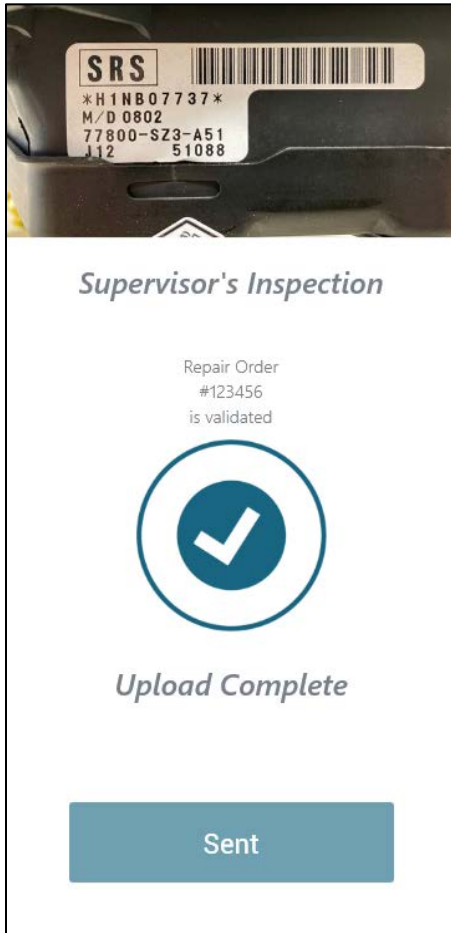 SRS
*H1NB07737*
M/D 0802
77800-SZ3-A51
J12 51088
Supervisor's Inspection
Repair Order
#123456
is validated
Upload Complete
Sent